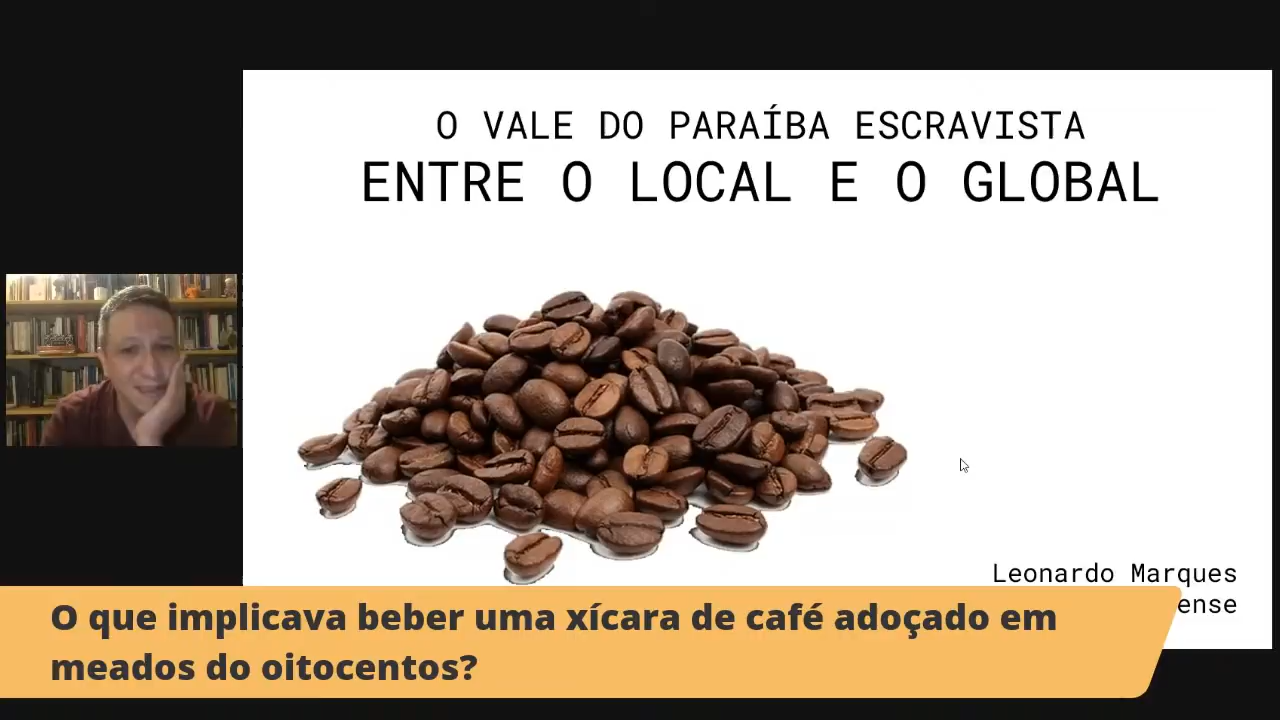 O VALE DO PARAÍBA ESCRAVISTA
ENTRE O LOCAL E O GLOBAL
Leonardo Marques
ense
O que implicava beber uma xícara de café adoçado em
meados do oitocentos?